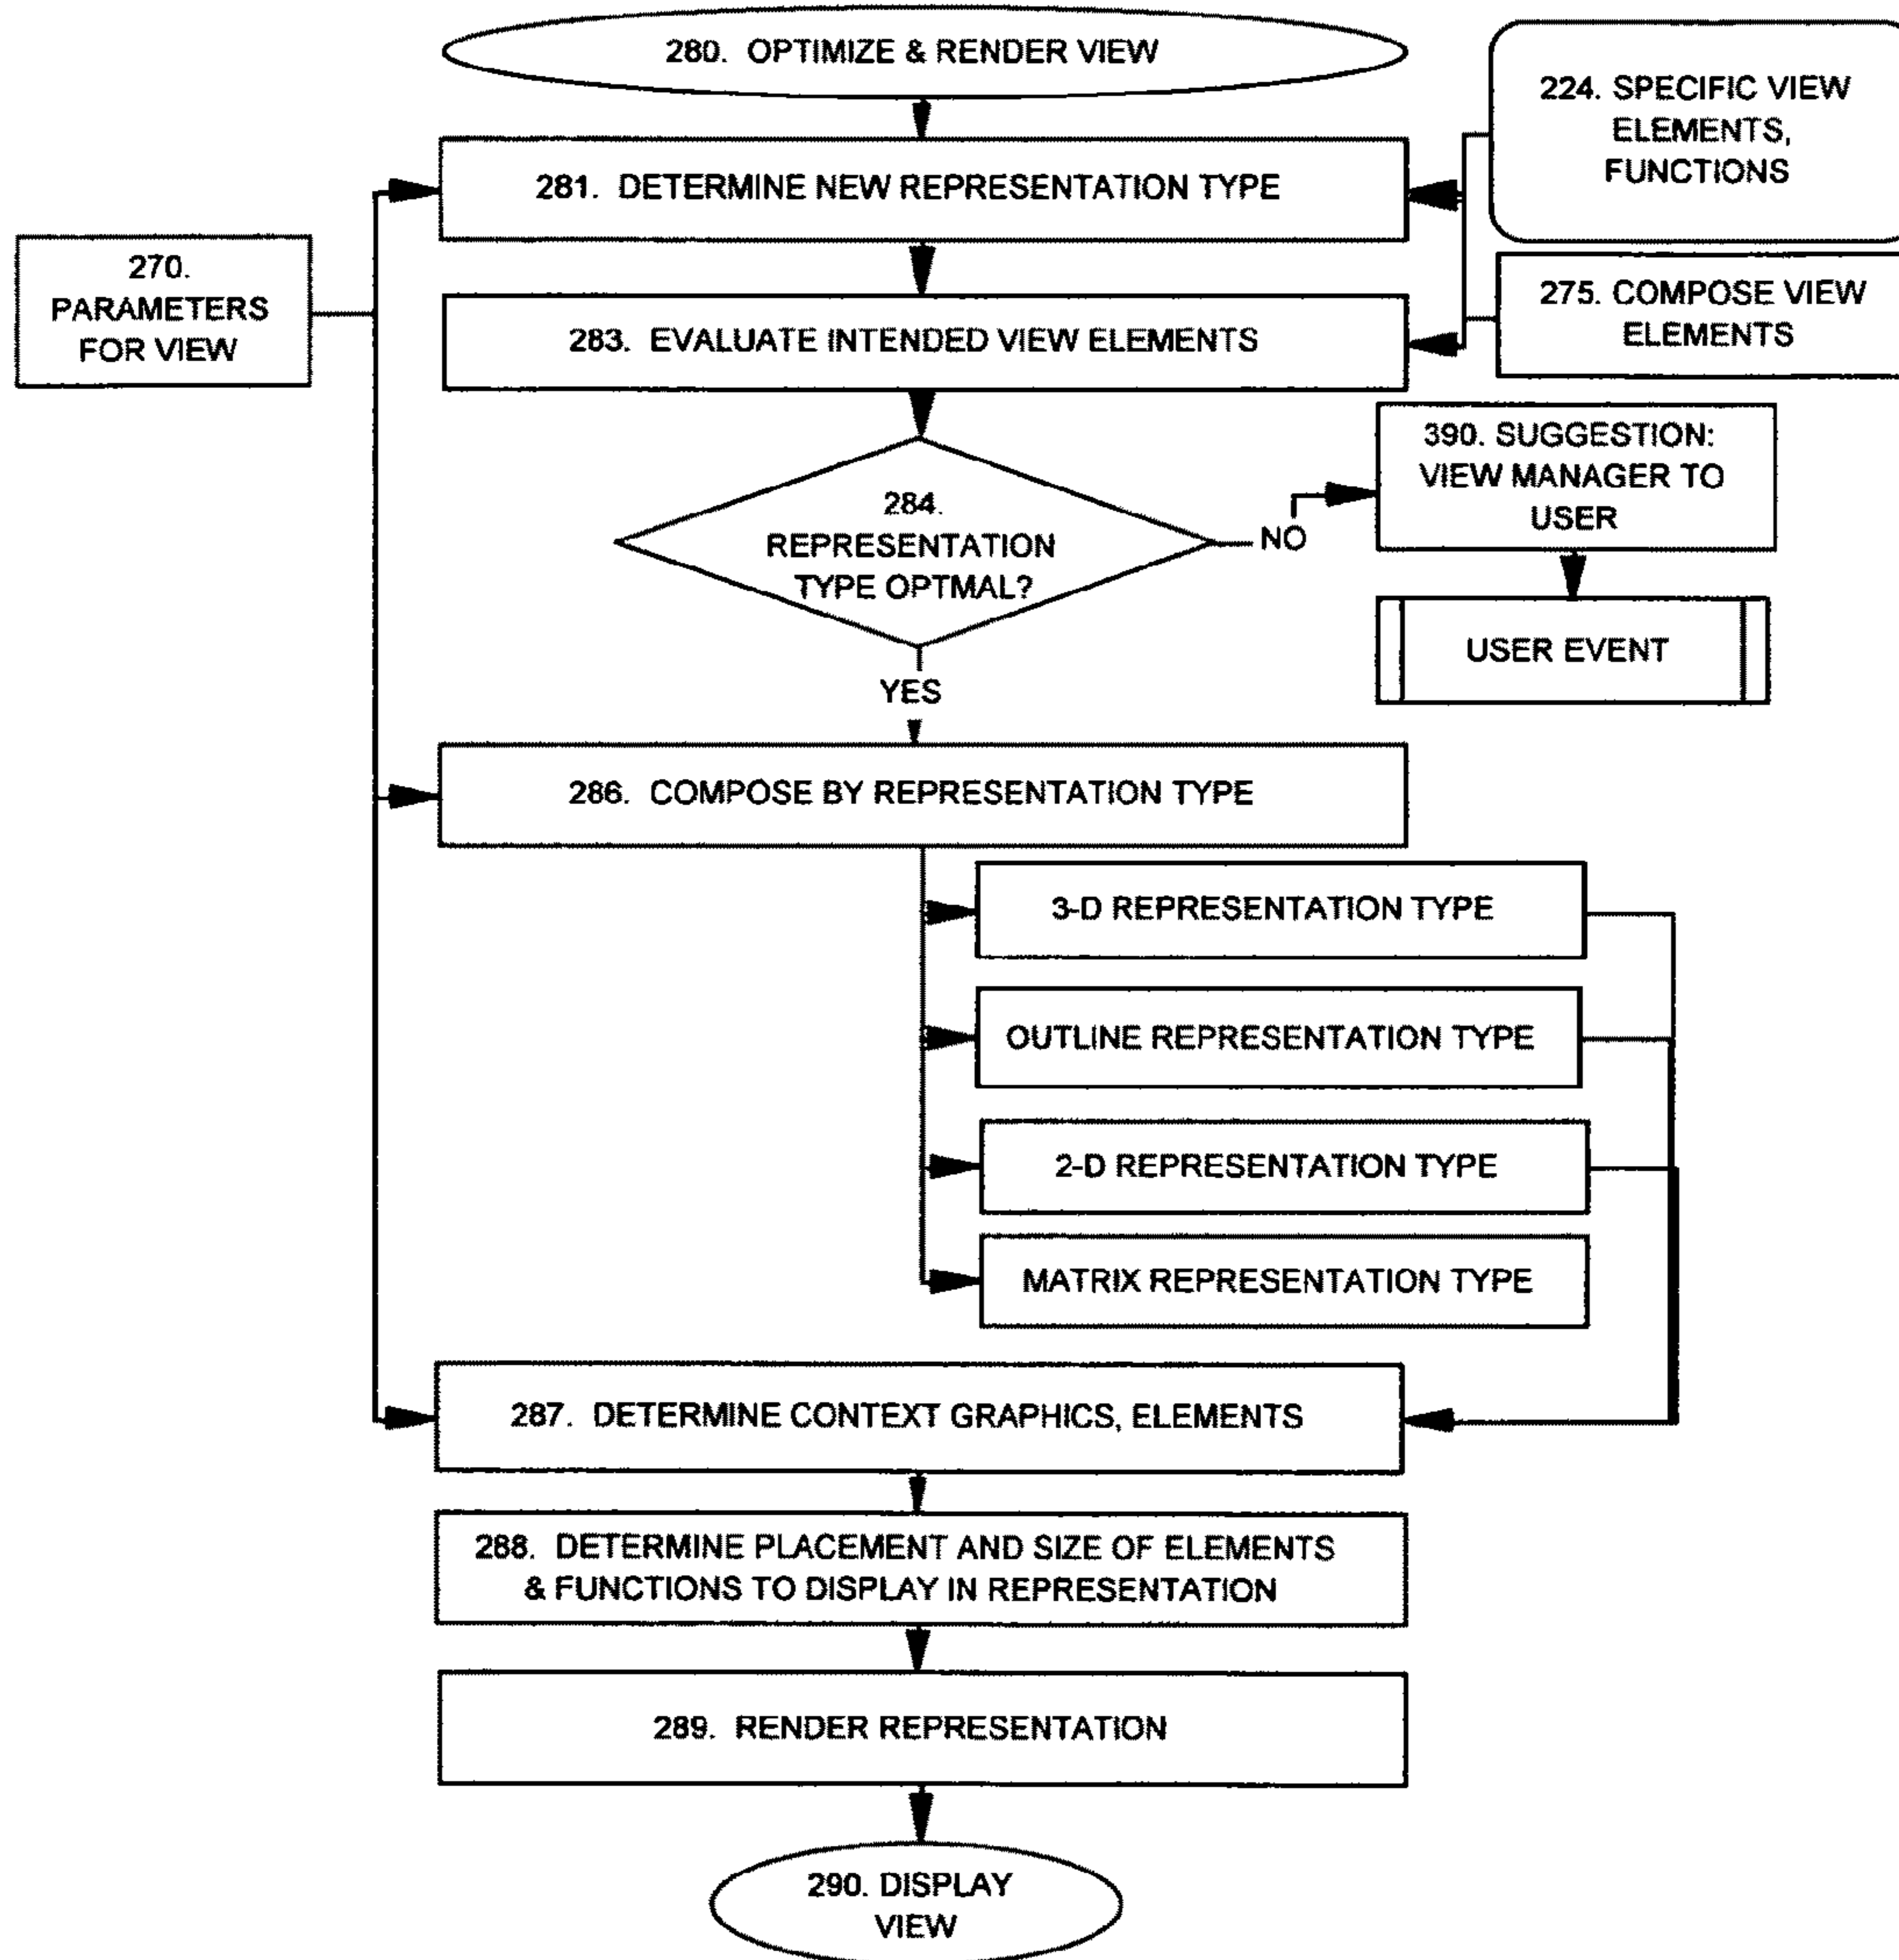 280. OPTIMIZE & RENDER VIEW
224. SPECIFIC VIEW
ELEMENTS,
FUNCTIONS
281. DETERMINE NEW REPRESENTATION TYPE
270.
PARAMETERS
FOR VIEW
275. COMPOSE VIEW
ELEMENTS
283. EVALUATE INTENDED VIEW ELEMENTS
390. SUGGESTION:
VIEW MANAGER TO
USER
284.
REPRESENTATION
TYPE OPTMAL?
NO
USER EVENT
YES
286. COMPOSE BY REPRESENTATION TYPE
3-D REPRESENTATION TYPE
OUTLINE REPRESENTATION TYPE
2-D REPRESENTATION TYPE
MATRIX REPRESENTATION TYPE
287. DETERMINE CONTEXT GRAPHICS, ELEMENTS
288. DETERMINE PLACEMENT AND SIZE OF ELEMENTS
& FUNCTIONS TO DISPLAY IN REPRESENTATION
289. RENDER REPRESENTATION
290. DISPLAY
VIEW